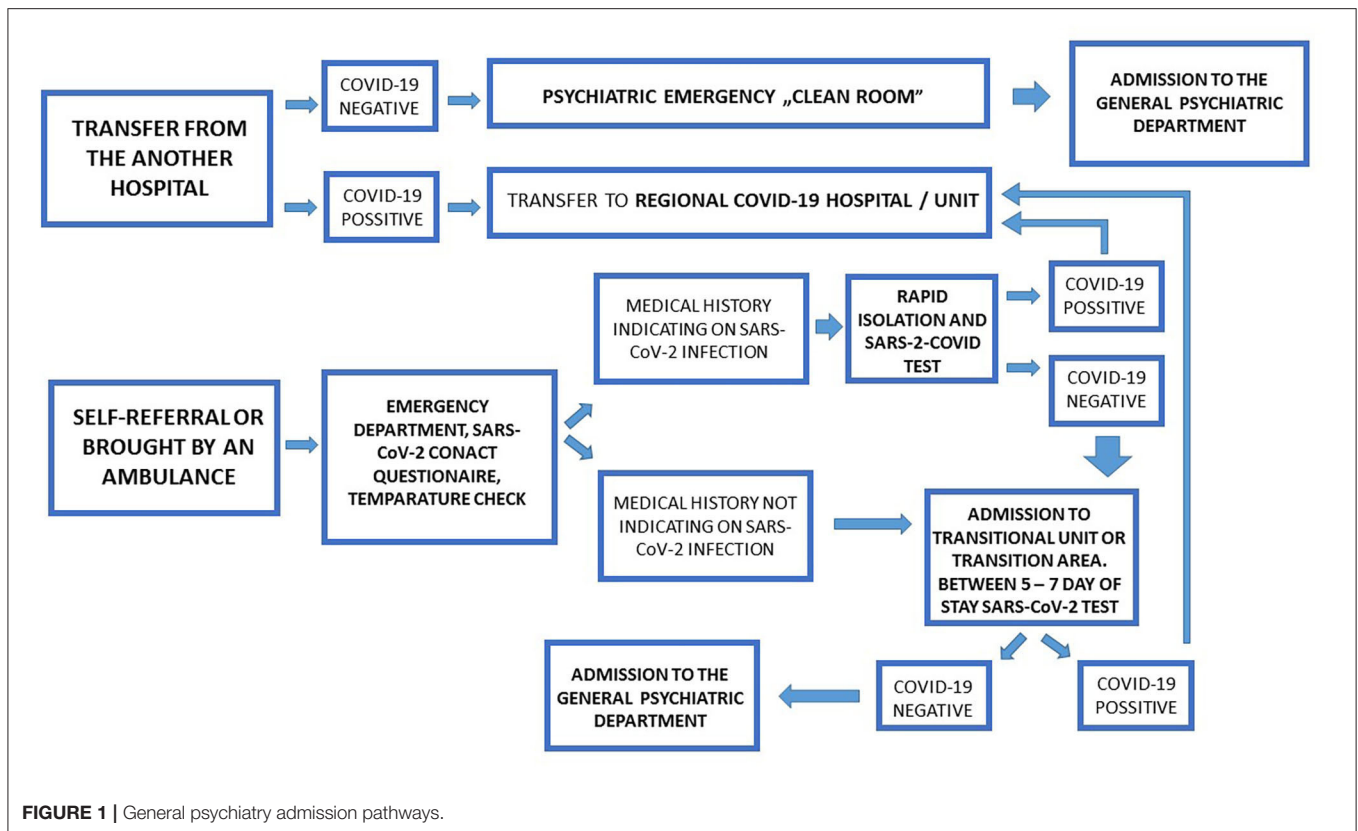 TRANSFER FROM
THE ANOTHER
HOSPITAL
COVID-19
NEGATIVE
PSYCHIATRIC EMERGENCY „CLEAN ROOM”
ADMISSION TO THE
GENERAL PSYCHIATRIC
DEPARTMENT
COVID-19
POSSITIVE
TRANSFER TO REGIONAL COVID-19 HOSPITAL / UNIT
SELF-REFERRAL OR
BROUGHT BY AN
AMBULANCE
EMERGENCY
DEPARTMENT, SARS-
CoV-2 CONACT
QUESTIONAIRE,
TEMPARATURE CHECK
MEDICAL HISTORY
INDICATING ON SARS-
CoV-2 INFECTION
RAPID
ISOLATION AND
SARS-2-COVID
TEST
COVID-19
POSSITIVE
COVID-19
NEGATIVE
MEDICAL HISTORY NOT
INDICATING ON SARS-
CoV-2 INFECTION
ADMISSION TO
TRANSITIONAL UNIT OR
TRANSITION AREA.
BETWEEN 5 – 7 DAY OF
STAY SARS-CoV-2 TEST
ADMISSION TO THE
GENERAL PSYCHIATRIC
DEPARTMENT
COVID-19
NEGATIVE
COVID-19
POSSITIVE
FIGURE 1 | General psychiatry admission pathways.